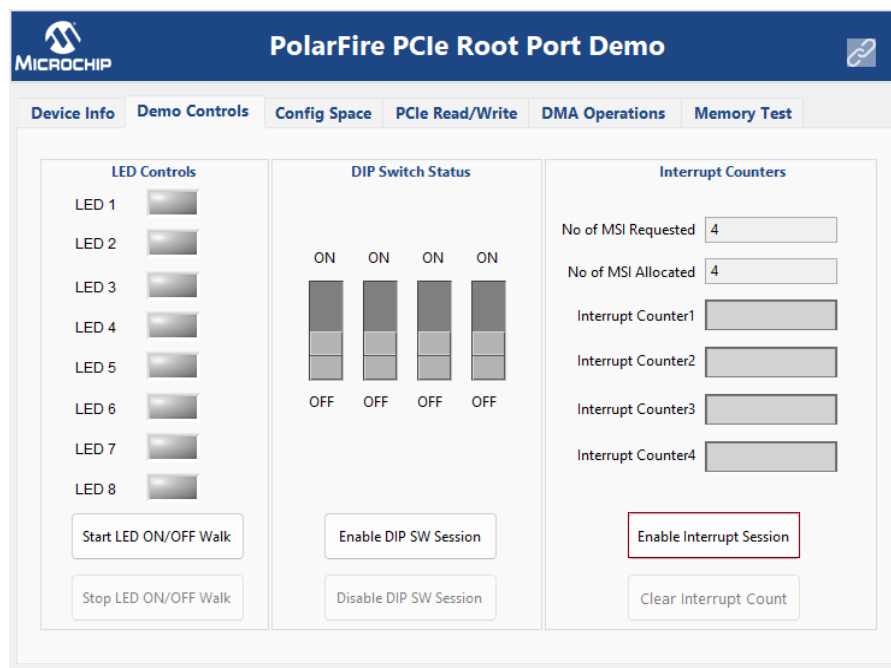 MICROCHIP
PolarFire PCIe Root Port Demo
Device Info
Demo Controls
Config Space
PCIe Read/Write
DMA Operations
Memory Test
LED Controls
LED 1
LED 2
LED 3
LED 4
LED 5
LED 6
LED 7
LED 8
Start LED ON/OFF Walk
Stop LED ON/OFF Walk
DIP Switch Status
ON ON ON ON
OFF OFF OFF OFF
Enable DIP SW Session
Disable DIP SW Session
Interrupt Counters
No of MSI Requested 4
No of MSI Allocated 4
Interrupt Counter1
Interrupt Counter2
Interrupt Counter3
Interrupt Counter4
Enable Interrupt Session
Clear Interrupt Count